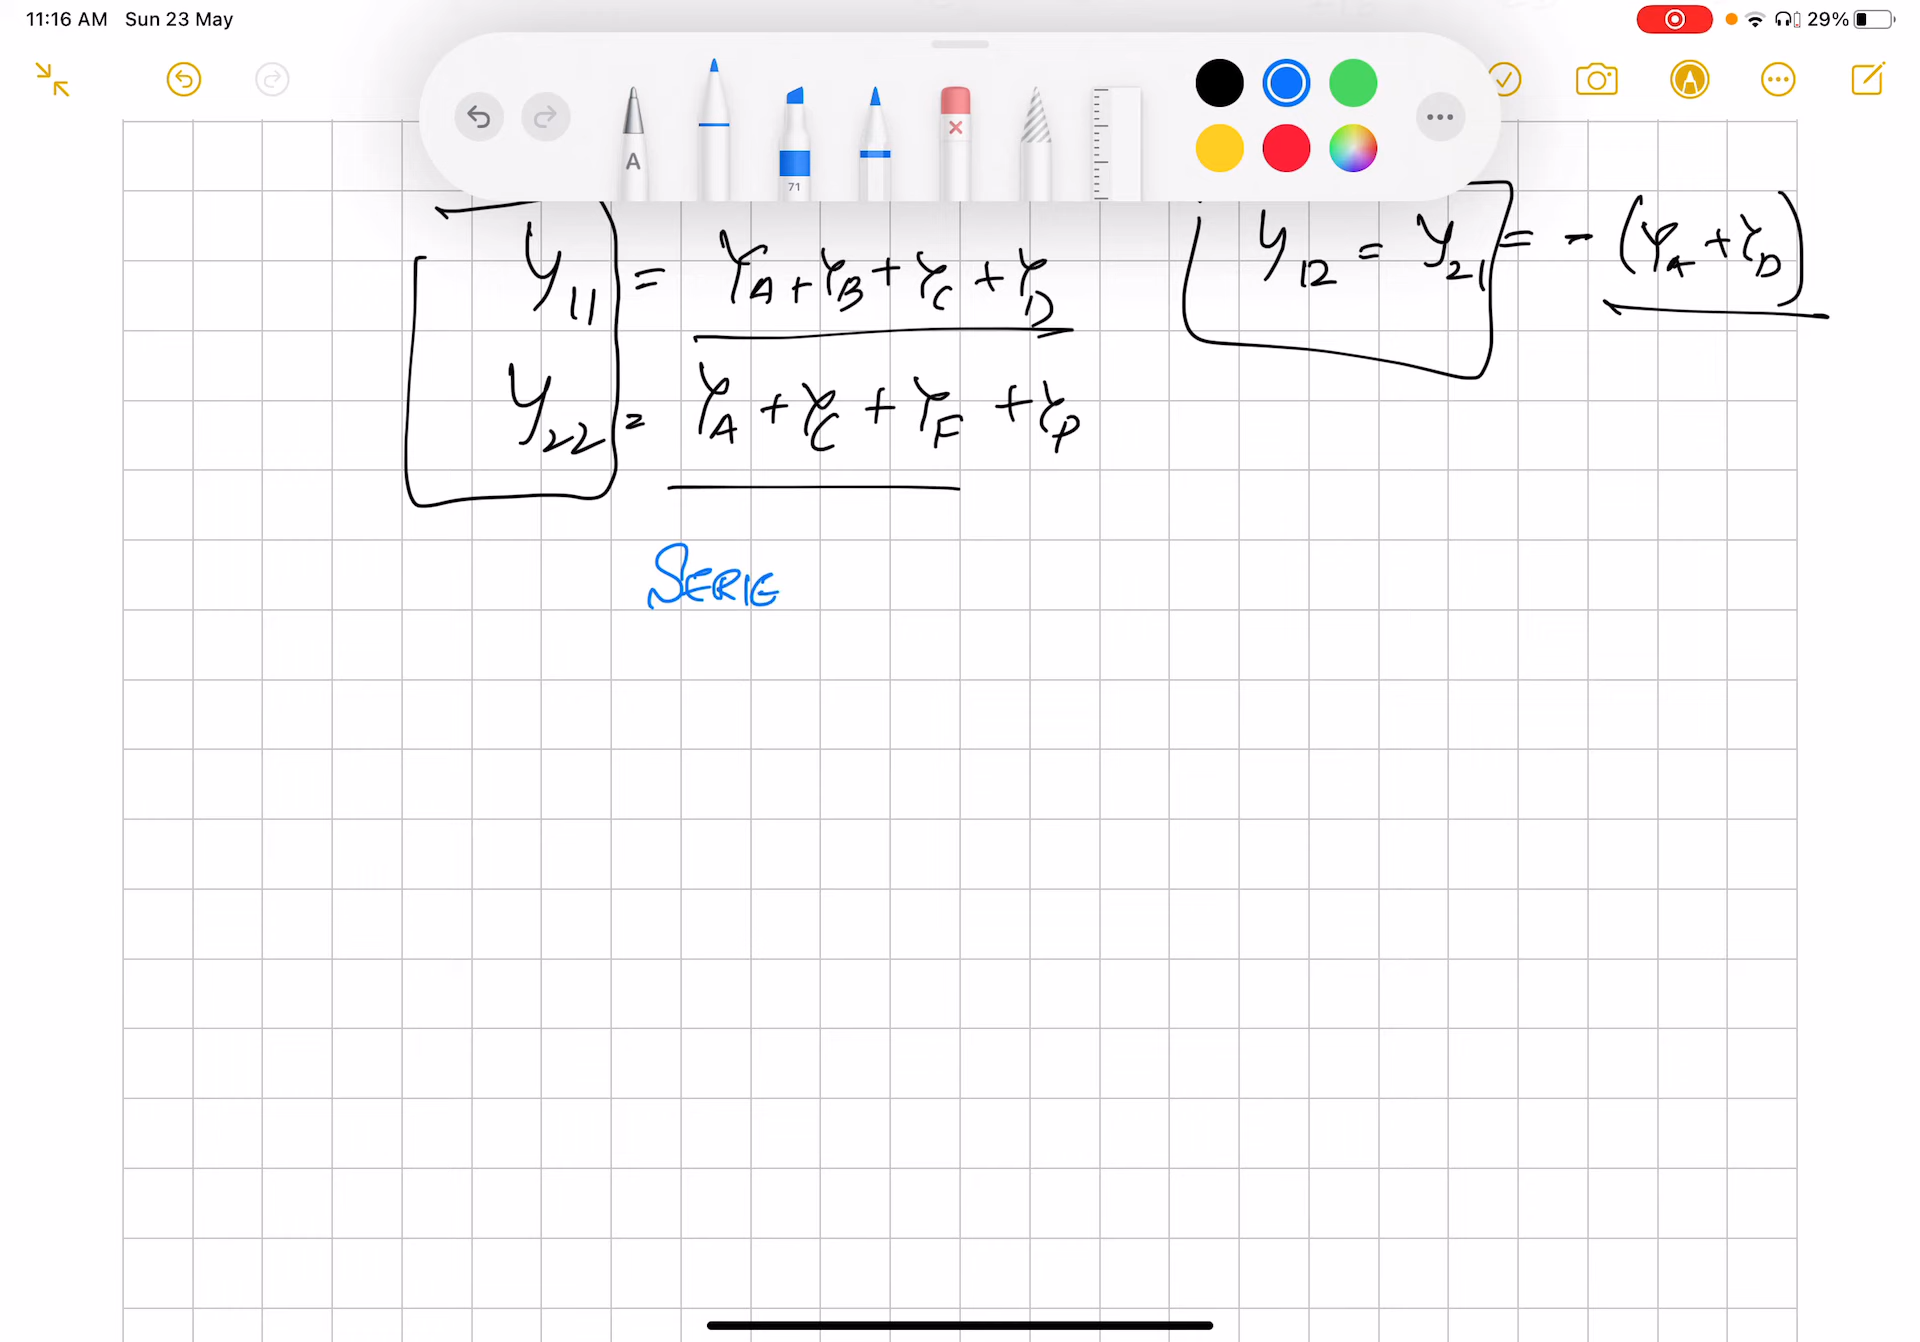 11:16 AM Sun 23 May 29%
A
71
y11 = YA + YB + YC + YD
y12 = y21 = - (YA + YD)
y22 = YA + YC + YF + YP
SERIE